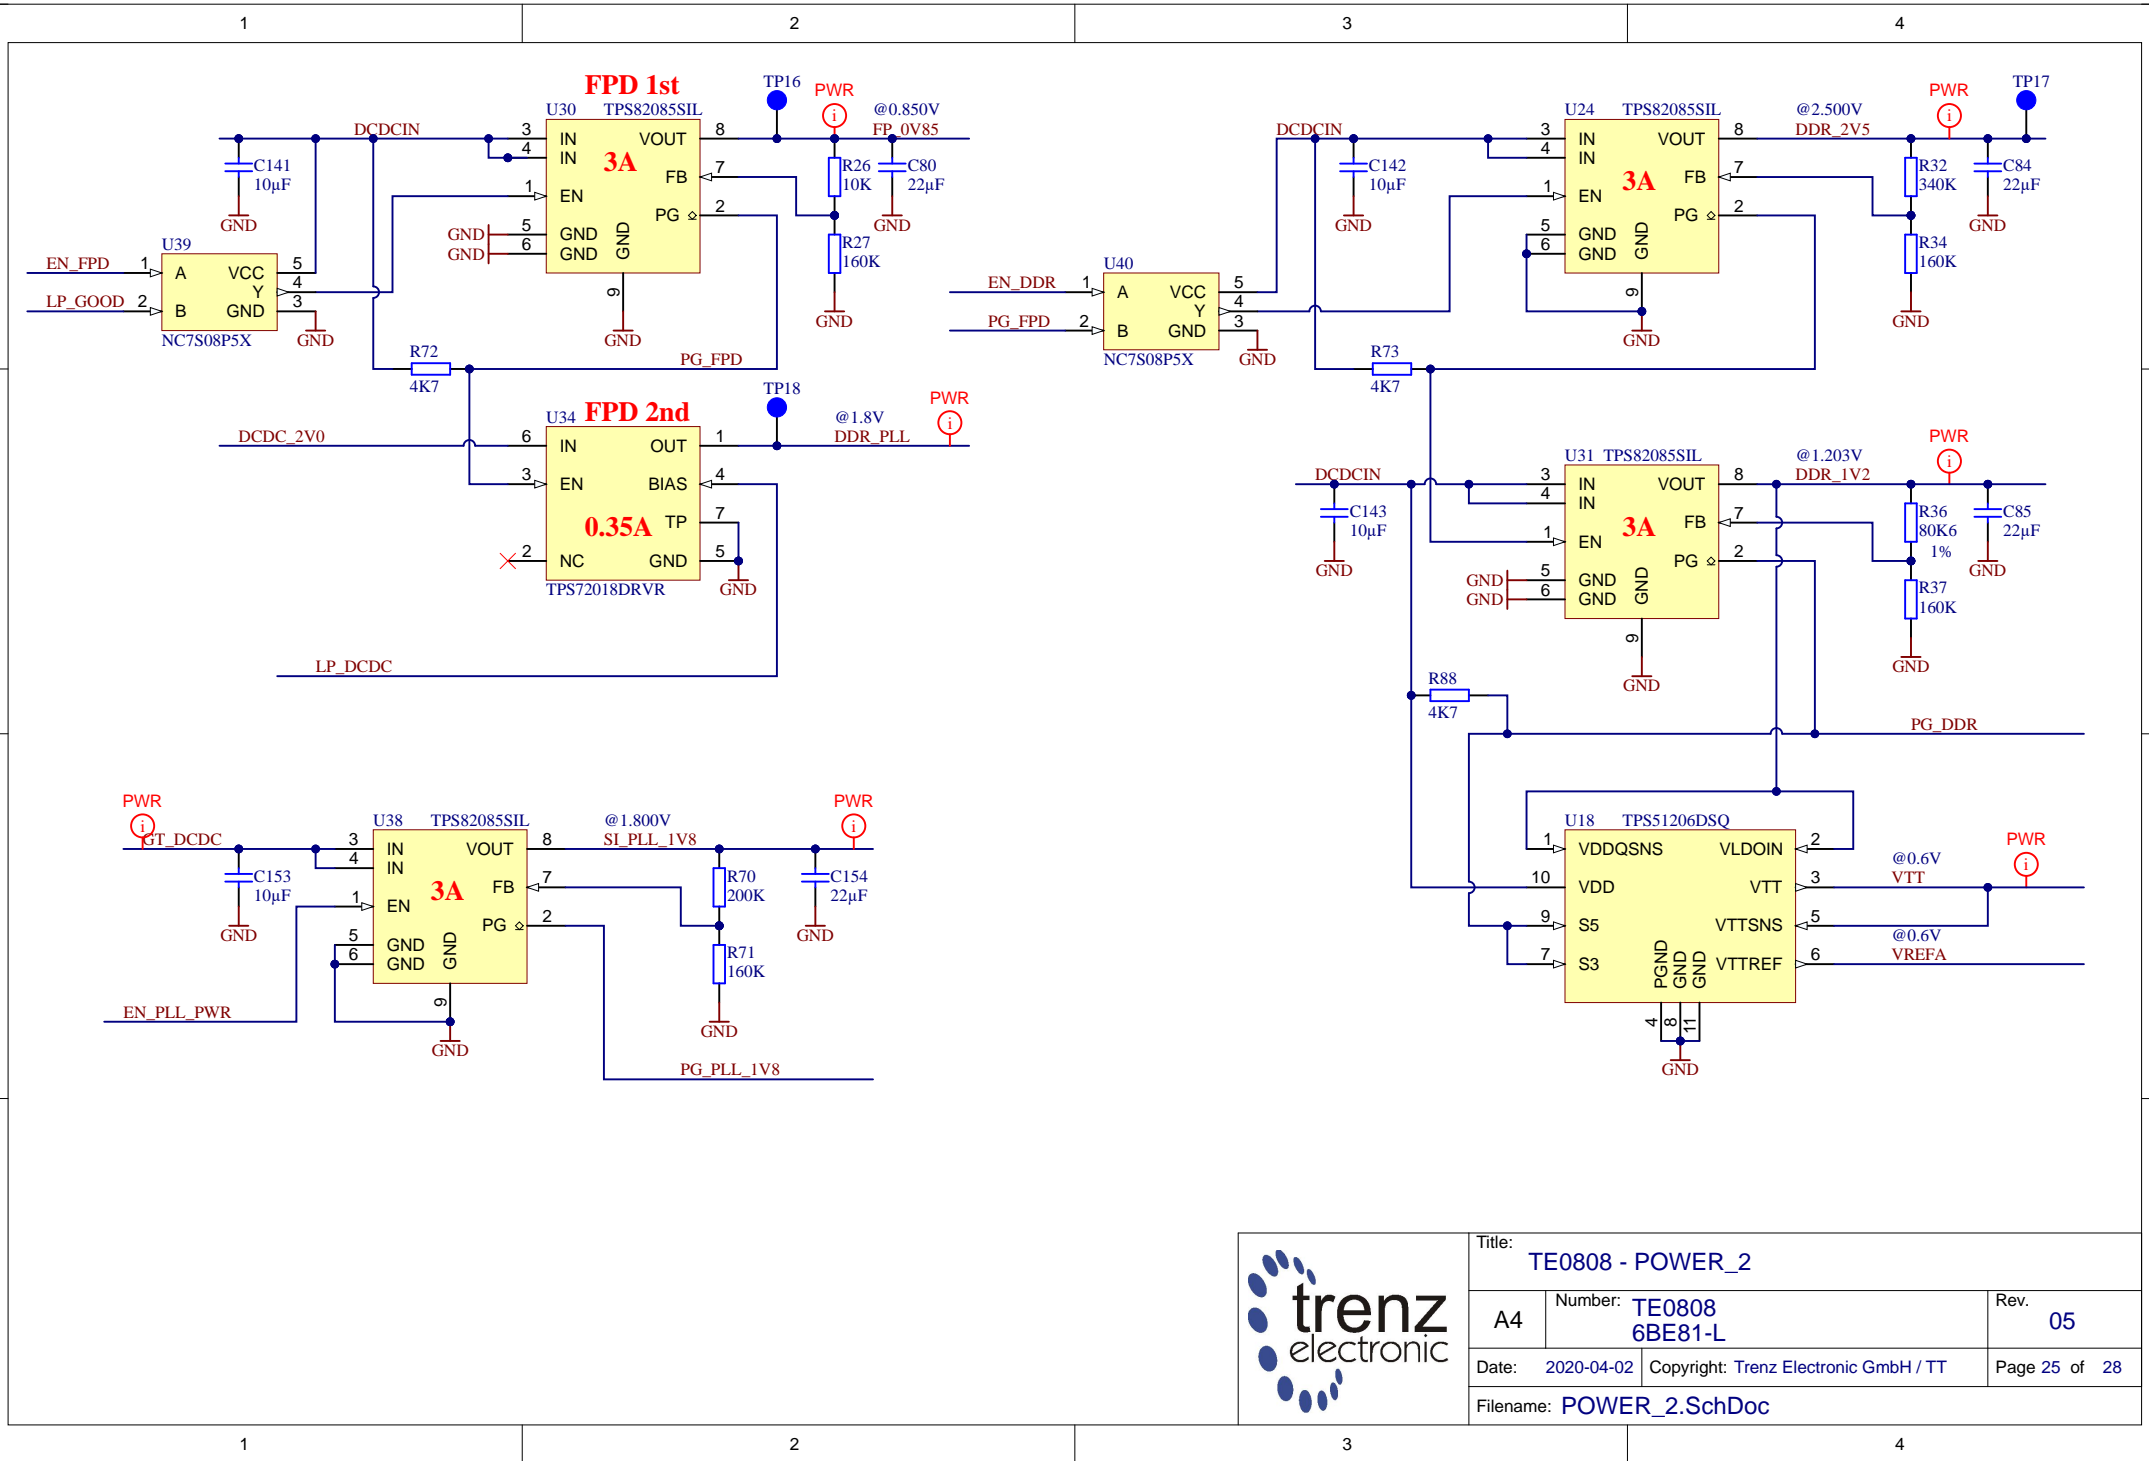 1 2 3 4
FPD 1st
U30 TPS82085SIL
TP16
PWR
@0.850V
FP_0V85
DCDCIN
3 IN VOUT 8
4 IN
3A
FB 7
1 EN
PG 2
5 GND
6 GND
GND
GND
GND
9
GND
C141
10µF
GND
R26
10K
C80
22µF
GND
R27
160K
GND
U39
EN_FPD 1 A VCC 5
Y 4
LP_GOOD 2 B GND 3
NC7S08P5X
GND
R72
4K7
PG_FPD
TP18
U34 FPD 2nd
@1.8V
DDR_PLL
PWR
DCDC_2V0
6 IN OUT 1
3 EN BIAS 4
0.35A TP 7
2 NC GND 5
TPS72018DRVR
GND
LP_DCDC
PWR
GT_DCDC
U38 TPS82085SIL
@1.800V
SI_PLL_1V8
PWR
3 IN VOUT 8
4 IN
3A
FB 7
1 EN
PG 2
5 GND
6 GND
GND
9
GND
C153
10µF
GND
R70
200K
C154
22µF
GND
R71
160K
GND
EN_PLL_PWR
PG_PLL_1V8
U24 TPS82085SIL
@2.500V
DDR_2V5
PWR
TP17
DCDCIN
3 IN VOUT 8
4 IN
3A
FB 7
1 EN
PG 2
5 GND
6 GND
GND
9
GND
C142
10µF
GND
R32
340K
C84
22µF
GND
R34
160K
GND
U40
EN_DDR 1 A VCC 5
Y 4
PG_FPD 2 B GND 3
NC7S08P5X
GND
R73
4K7
U31 TPS82085SIL
@1.203V
DDR_1V2
PWR
DCDCIN
3 IN VOUT 8
4 IN
3A
FB 7
1 EN
PG 2
5 GND
6 GND
GND
GND
GND
9
GND
C143
10µF
GND
R36
80K6
1%
C85
22µF
GND
R37
160K
GND
R88
4K7
PG_DDR
U18 TPS51206DSQ
1 VDDQSNS VLDOIN 2
10 VDD VTT 3
9 S5 VTTSNS 5
7 S3 VTTREF 6
PGND
GND
GND
4 8 11
GND
@0.6V
VTT
PWR
@0.6V
VREFA
trenz
electronic
Title:
TE0808 - POWER_2
A4 Number: TE0808
6BE81-L
Rev.
05
Date: 2020-04-02 Copyright: Trenz Electronic GmbH / TT Page 25 of 28
Filename: POWER_2.SchDoc
1 2 3 4